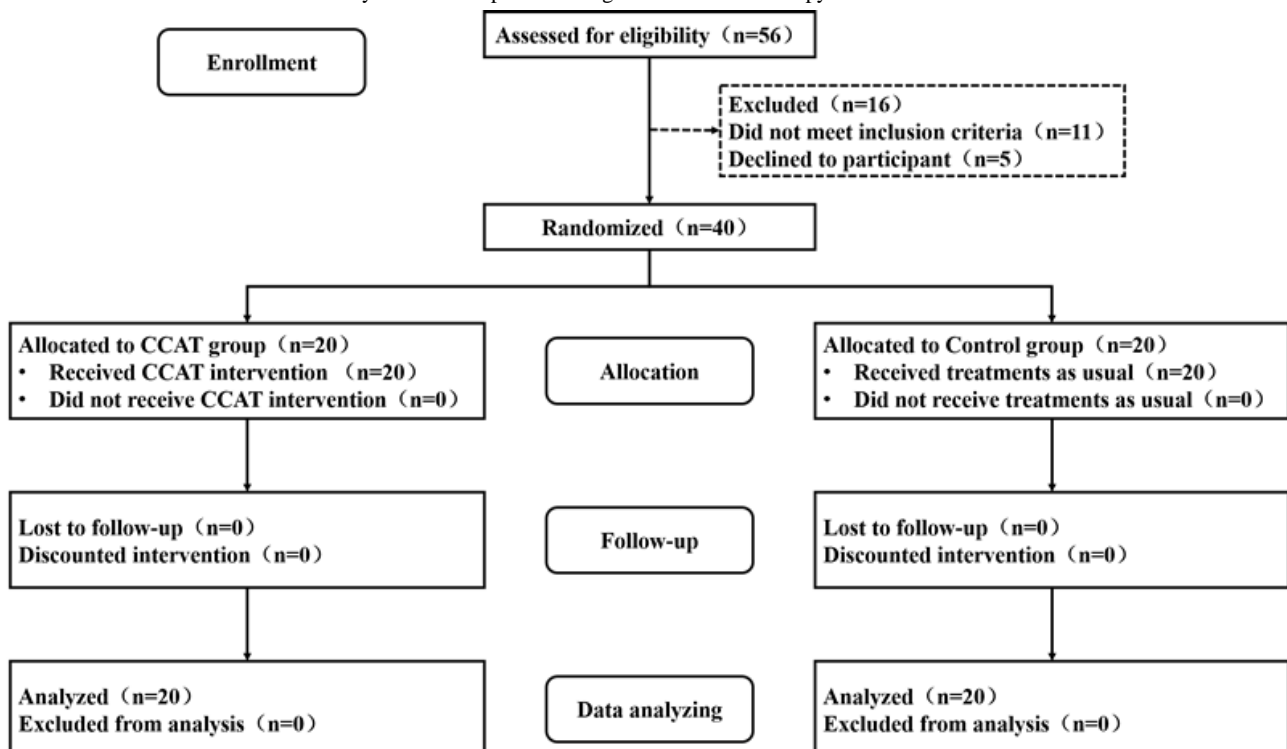 Assessed for eligibility（n=56）
Enrollment
Excluded（n=16）
Did not meet inclusion criteria（n=11）
Declined to participant（n=5）
Randomized（n=40）
Allocated to CCAT group（n=20）
• Received CCAT intervention （n=20）
• Did not receive CCAT intervention（n=0）
Allocation
Allocated to Control group（n=20）
• Received treatments as usual（n=20）
• Did not receive treatments as usual（n=0）
Lost to follow-up（n=0）
Discounted intervention（n=0）
Follow-up
Lost to follow-up（n=0）
Discounted intervention（n=0）
Analyzed（n=20）
Excluded from analysis（n=0）
Data analyzing
Analyzed（n=20）
Excluded from analysis（n=0）